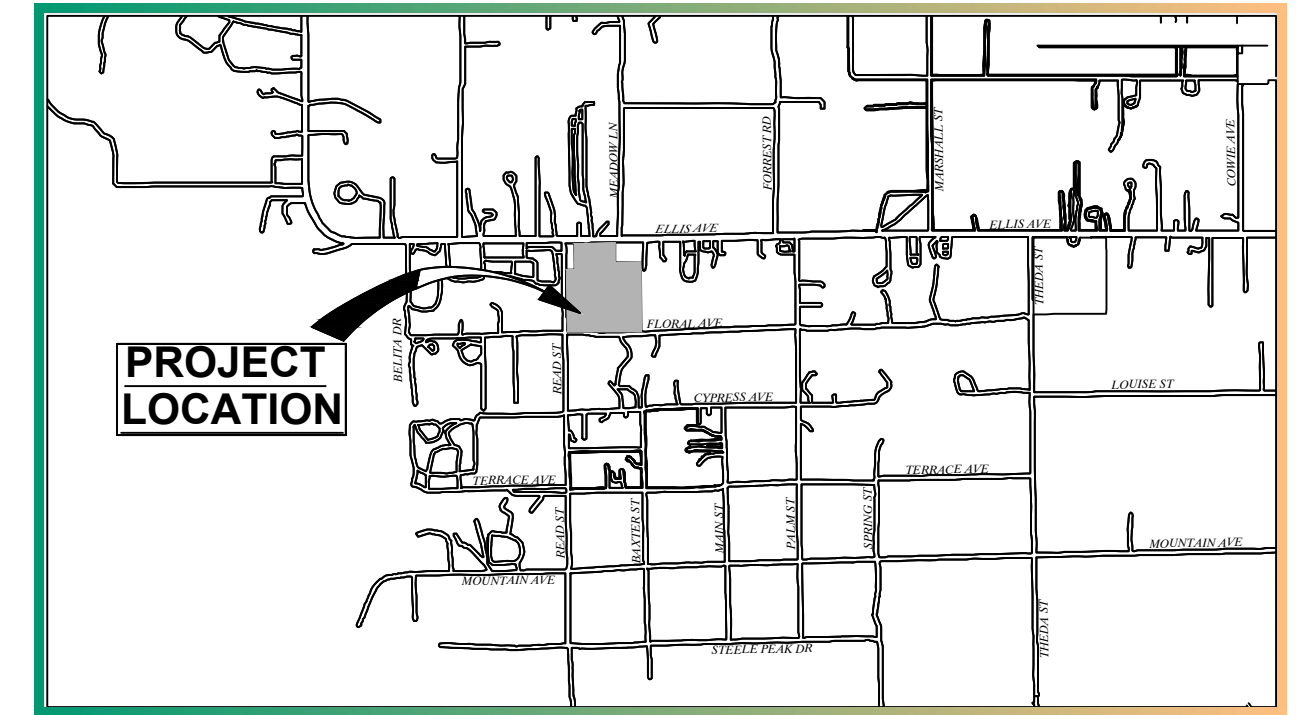 MEADOW LN
FORREST RD
MARSHALL ST
COWIE AVE
ELLIS AVE
ELLIS AVE
THEDA ST
FLORAL AVE
BELITA DR
READ ST
PROJECT
LOCATION
LOUISE ST
CYPRESS AVE
TERRACE AVE
TERRACE AVE
READ ST
BAXTER ST
MAIN ST
PALM ST
SPRING ST
MOUNTAIN AVE
MOUNTAIN AVE
THEDA ST
STEELE PEAK DR